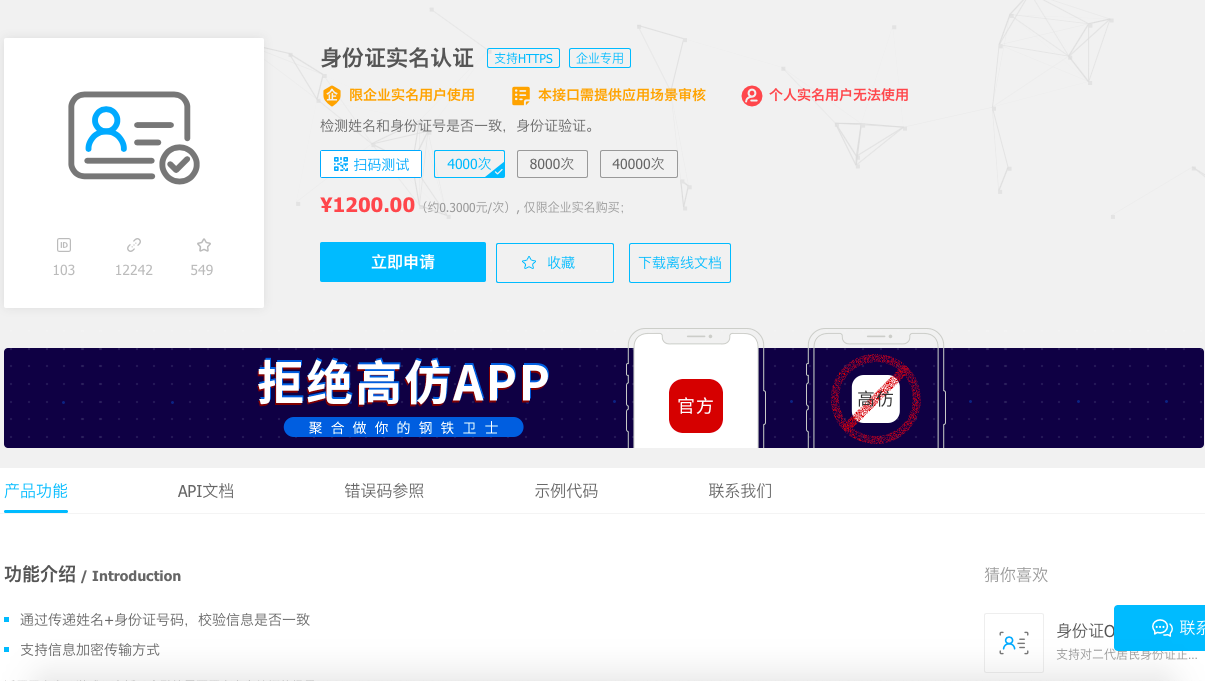 身份证实名认证 支持HTTPS 企业专用
企 限企业实名用户使用 本接口需提供应用场景审核 个人实名用户无法使用
检测姓名和身份证号是否一致，身份证验证。
扫码测试 4000次 8000次 40000次
¥1200.00（约0.3000元/次）, 仅限企业实名购买;
ID
103 12242 549
立即申请 收藏 下载离线文档
拒绝高仿APP
聚合做你的钢铁卫士
官方
高仿
产品功能 API文档 错误码参照 示例代码 联系我们
功能介绍 / Introduction
通过传递姓名+身份证号码，校验信息是否一致
支持信息加密传输方式
猜你喜欢
身份证O
支持对二代居民身份证正...
联系